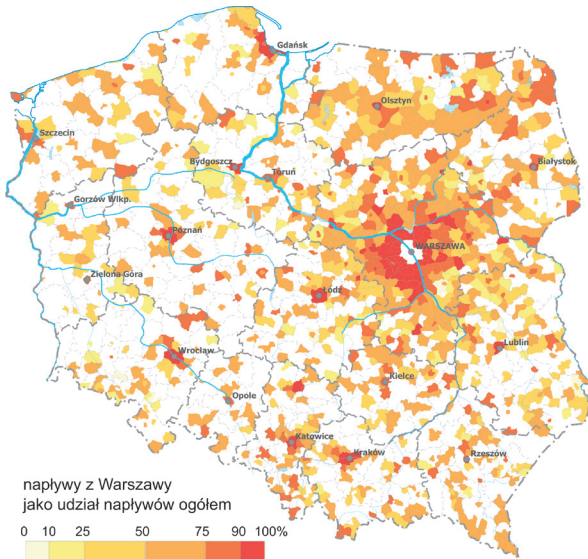 Gdańsk
Olsztyn
Szczecin
Bydgoszcz
Białystok
Toruń
Gorzów Wlkp.
Poznań
WARSZAWA
Zielona Góra
Łódź
Lublin
Wrocław
Kielce
Opole
Katowice
Kraków
Rzeszów
napływy z Warszawy
jako udział napływów ogółem
0 10 25 50 75 90 100%